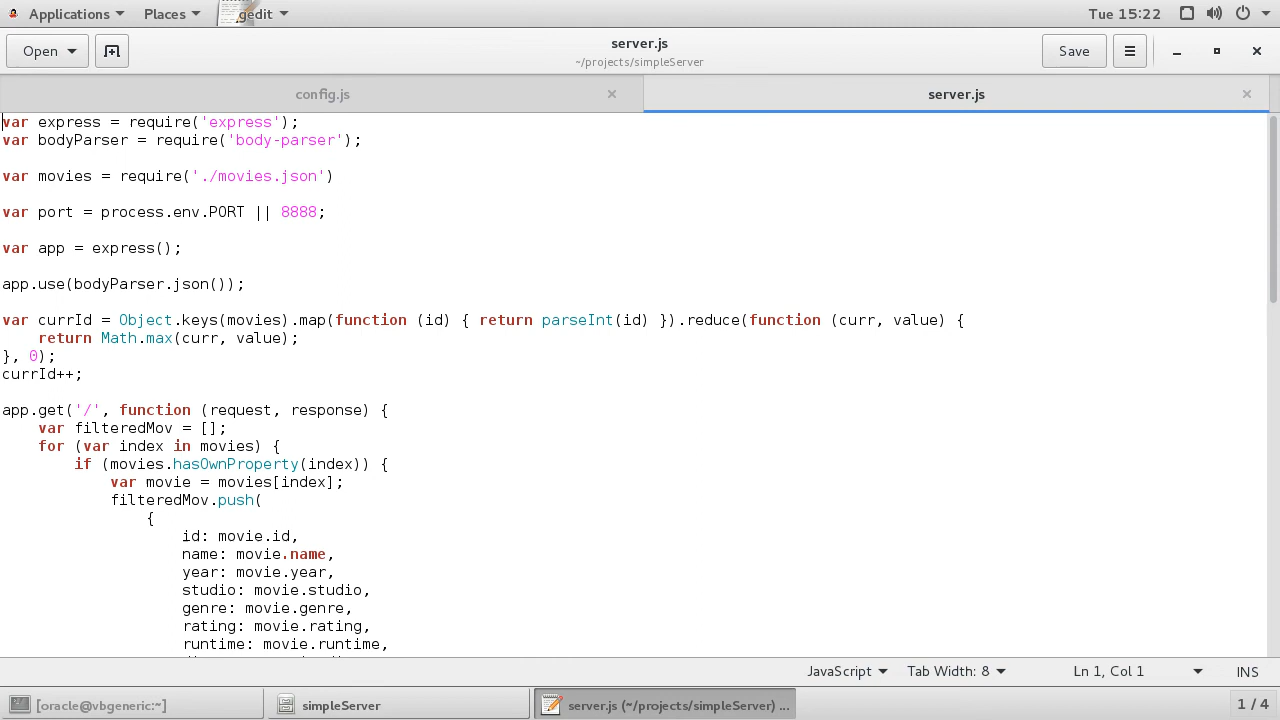 Applications Places gedit Tue 15:22
Open server.js Save
~/projects/simpleServer
config.js server.js
var express = require('express');
var bodyParser = require('body-parser');
var movies = require('./movies.json')
var port = process.env.PORT || 8888;
var app = express();
app.use(bodyParser.json());
var currId = Object.keys(movies).map(function (id) { return parseInt(id) }).reduce(function (curr, value) {
    return Math.max(curr, value);
}, 0);
currId++;
app.get('/', function (request, response) {
    var filteredMov = [];
    for (var index in movies) {
        if (movies.hasOwnProperty(index)) {
            var movie = movies[index];
            filteredMov.push(
                {
                    id: movie.id,
                    name: movie.name,
                    year: movie.year,
                    studio: movie.studio,
                    genre: movie.genre,
                    rating: movie.rating,
                    runtime: movie.runtime,
JavaScript Tab Width: 8 Ln 1, Col 1 INS
[oracle@vbgeneric:~] simpleServer server.js (~/projects/simpleServer) ... 1 / 4